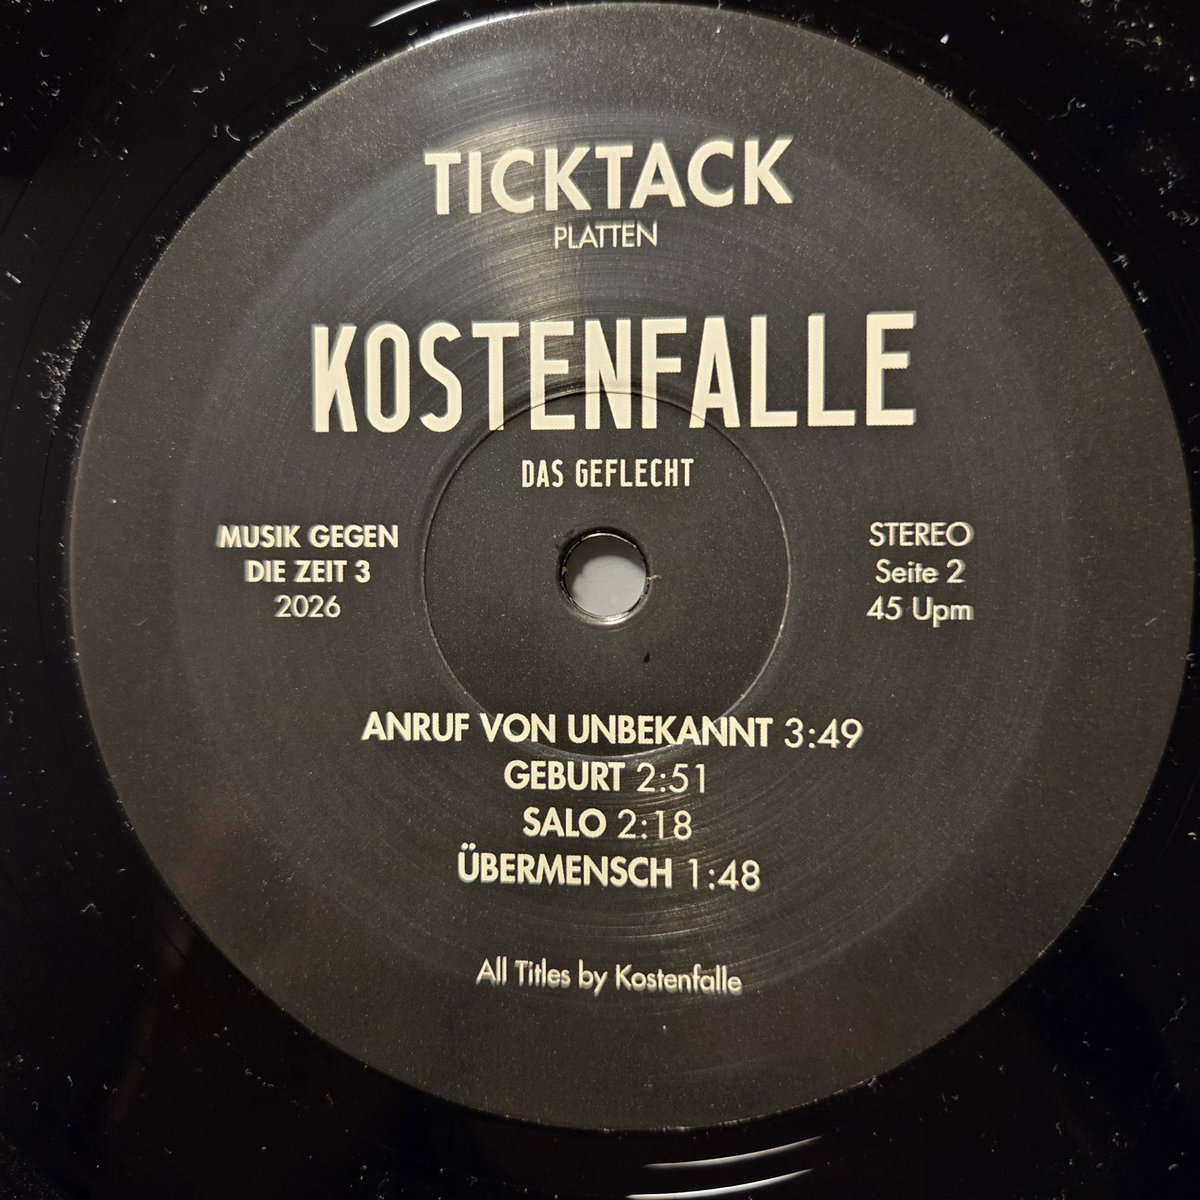 TICKTACK
PLATTEN
KOSTENFALLE
DAS GEFLECHT
MUSIK GEGEN
DIE ZEIT 3
2026
STEREO
Seite 2
45 Upm
ANRUF VON UNBEKANNT 3:49
GEBURT 2:51
SALO 2:18
ÜBERMENSCH 1:48
All Titles by Kostenfalle